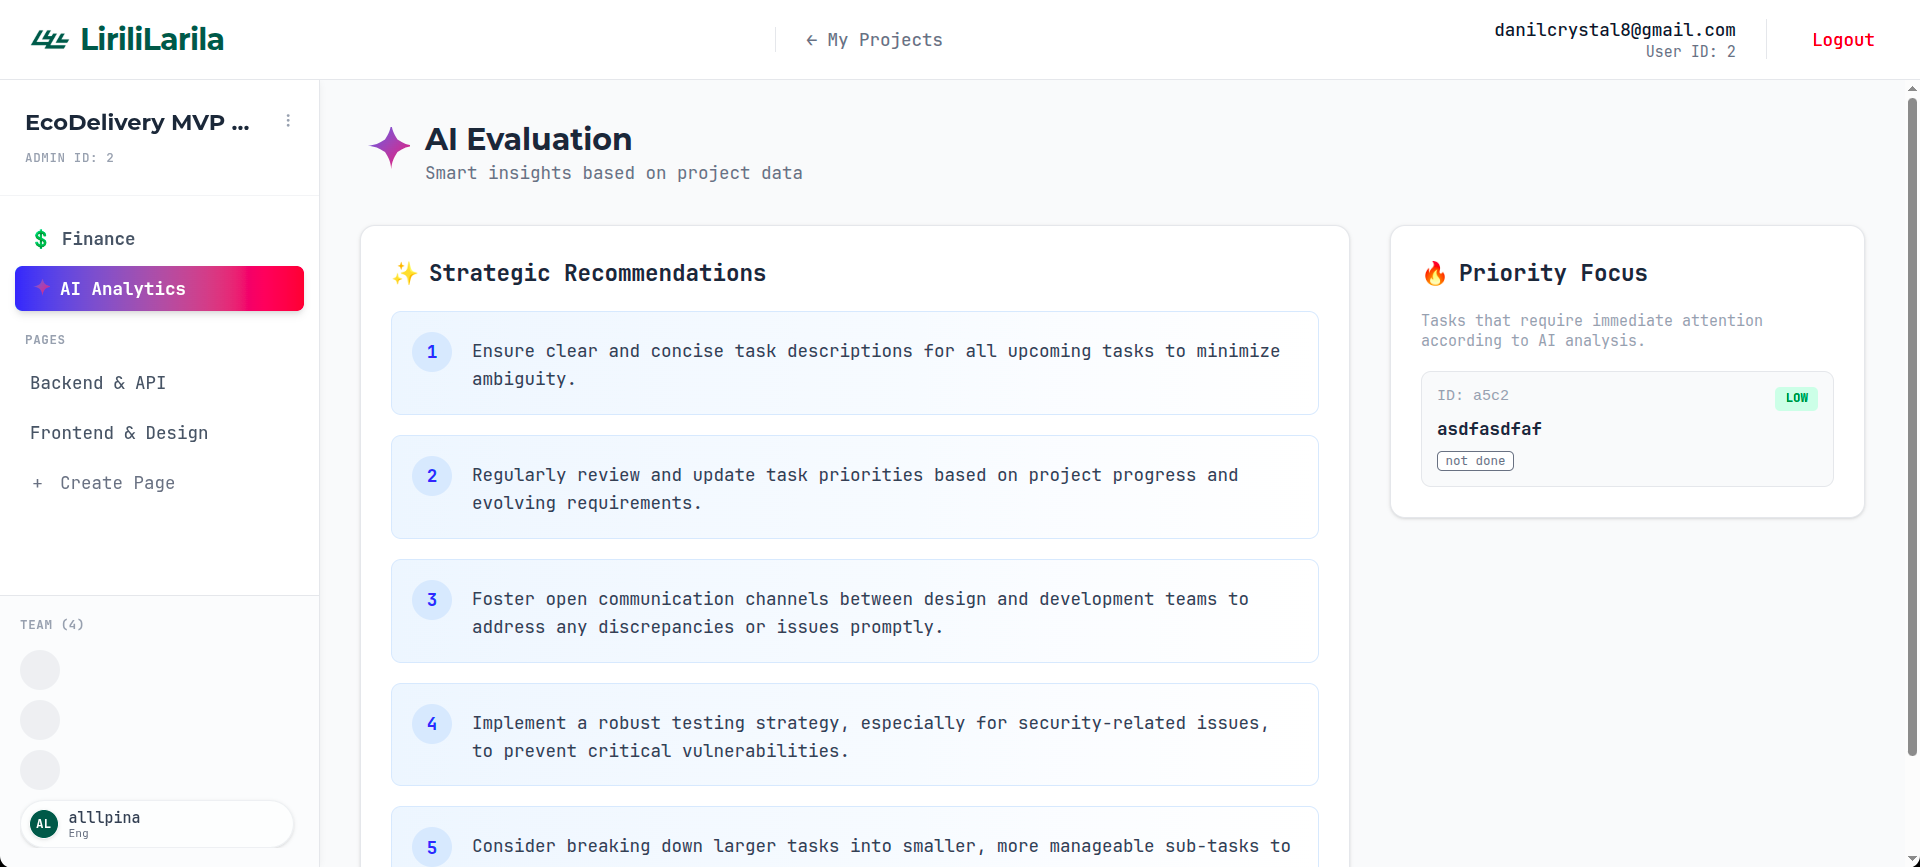 LiriliLarila
← My Projects
danilcrystal8@gmail.com
User ID: 2
Logout
EcoDelivery MVP ...
ADMIN ID: 2
Finance
AI Analytics
PAGES
Backend & API
Frontend & Design
+ Create Page
TEAM (4)
AL
alllpina
Eng
AI Evaluation
Smart insights based on project data
Strategic Recommendations
1
Ensure clear and concise task descriptions for all upcoming tasks to minimize
ambiguity.
2
Regularly review and update task priorities based on project progress and
evolving requirements.
3
Foster open communication channels between design and development teams to
address any discrepancies or issues promptly.
4
Implement a robust testing strategy, especially for security-related issues,
to prevent critical vulnerabilities.
5
Consider breaking down larger tasks into smaller, more manageable sub-tasks to
Priority Focus
Tasks that require immediate attention
according to AI analysis.
ID: a5c2
LOW
asdfasdfaf
not done